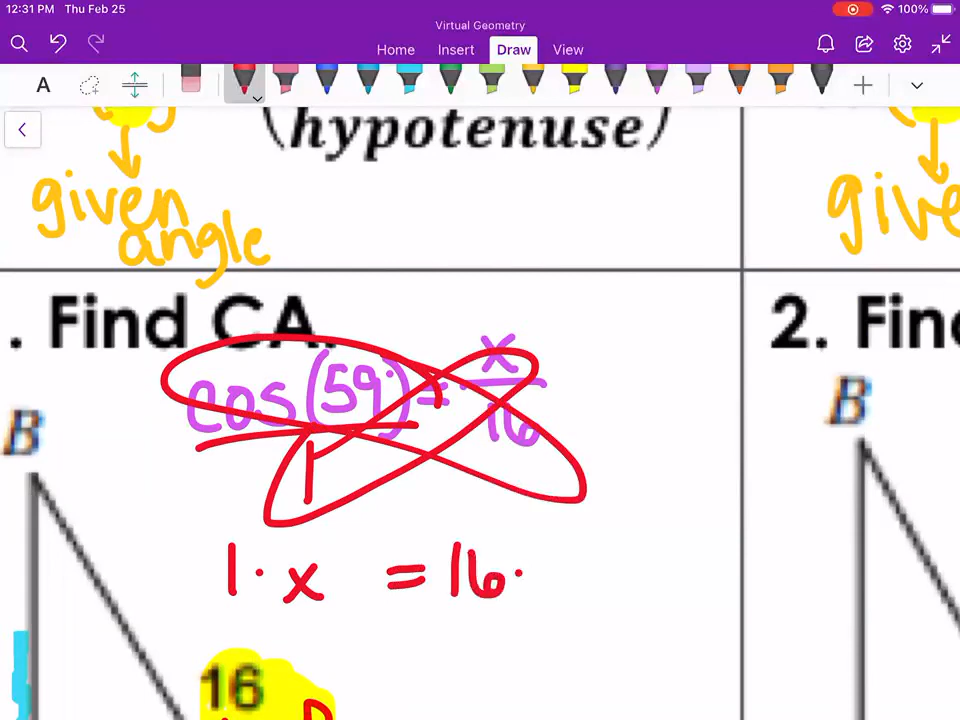 12:31 PM Thu Feb 25
100%
Virtual Geometry
Home Insert Draw View
A
(hypotenuse)
given
angle
give
. Find CA.
2. Fin
cos(59°) = x/16
1
B
B
1 · x = 16 ·
16